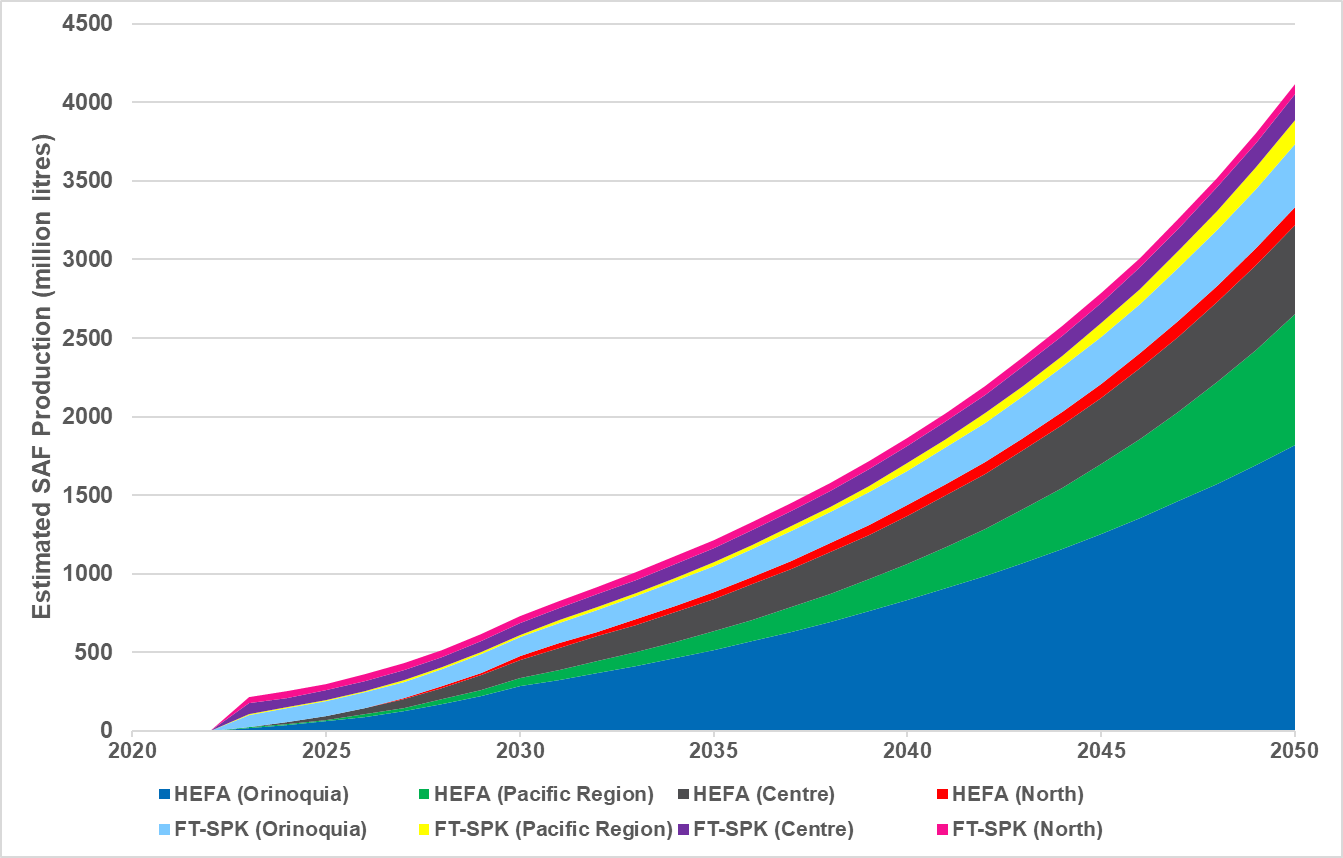 4500
4000
3500
3000
2500
2000
1500
1000
500
0
Estimated SAF Production (million litres)
2020 2025 2030 2035 2040 2045 2050
HEFA (Orinoquia) HEFA (Pacific Region) HEFA (Centre) HEFA (North)
FT-SPK (Orinoquia) FT-SPK (Pacific Region) FT-SPK (Centre) FT-SPK (North)